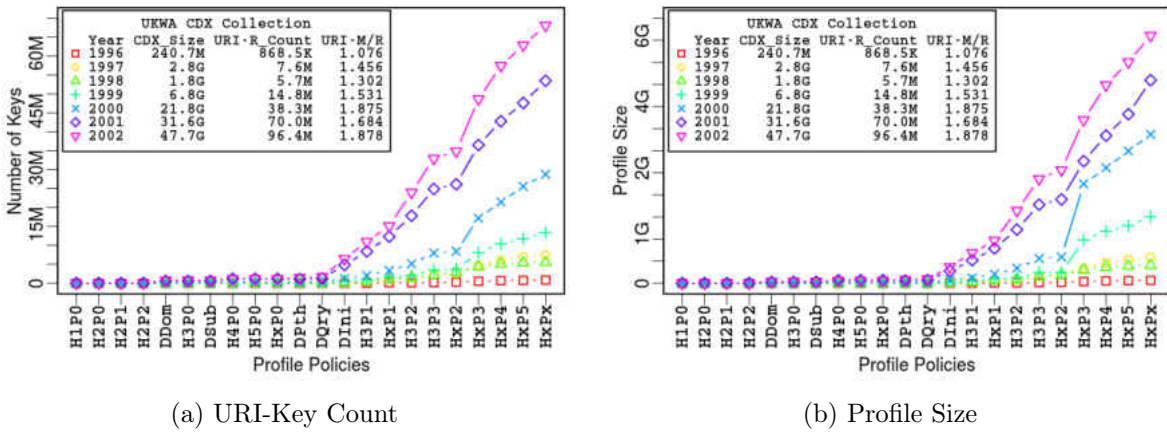 UKWA CDX Collection
Year CDX_Size URI-R_Count URI-M/R
1996 240.7M 868.5K 1.076
1997 2.8G 7.6M 1.456
1998 1.8G 5.7M 1.302
1999 6.8G 14.8M 1.531
2000 21.8G 38.3M 1.875
2001 31.6G 70.0M 1.684
2002 47.7G 96.4M 1.878
Number of Keys
60M
45M
30M
15M
0
H1P0 H2P0 H2P1 H2P2 DDom H3P0 DSub H4P0 H5P0 HxP0 DPth DQry DIni H3P1 HxP1 H3P2 H3P3 HxP2 HxP3 HxP4 HxP5 HxPx
Profile Policies
(a) URI-Key Count
UKWA CDX Collection
Year CDX_Size URI-R_Count URI-M/R
1996 240.7M 868.5K 1.076
1997 2.8G 7.6M 1.456
1998 1.8G 5.7M 1.302
1999 6.8G 14.8M 1.531
2000 21.8G 38.3M 1.875
2001 31.6G 70.0M 1.684
2002 47.7G 96.4M 1.878
Profile Size
6G
4G
2G
1G
0
H1P0 H2P0 H2P1 H2P2 DDom H3P0 DSub H4P0 H5P0 HxP0 DPth DQry DIni H3P1 HxP1 H3P2 H3P3 HxP2 HxP3 HxP4 HxP5 HxPx
Profile Policies
(b) Profile Size